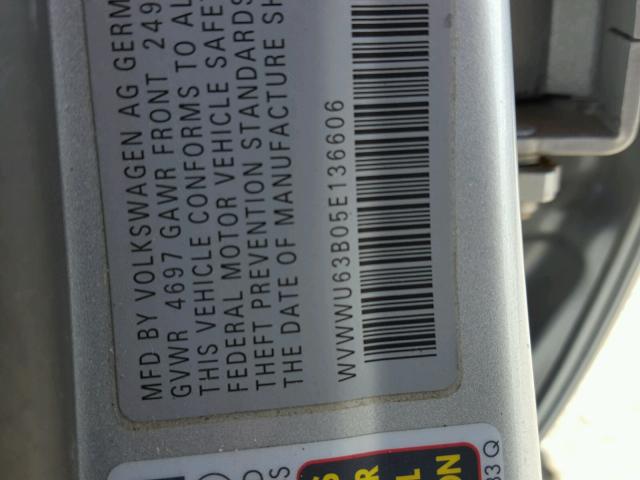 MFD BY VOLKSWAGEN AG GERM
GVWR 4697 GAWR FRONT 249
THIS VEHICLE CONFORMS TO AL
FEDERAL MOTOR VEHICLE SAFE
THEFT PREVENTION STANDARDS
THE DATE OF MANUFACTURE SH
WVWWU63B05E136606